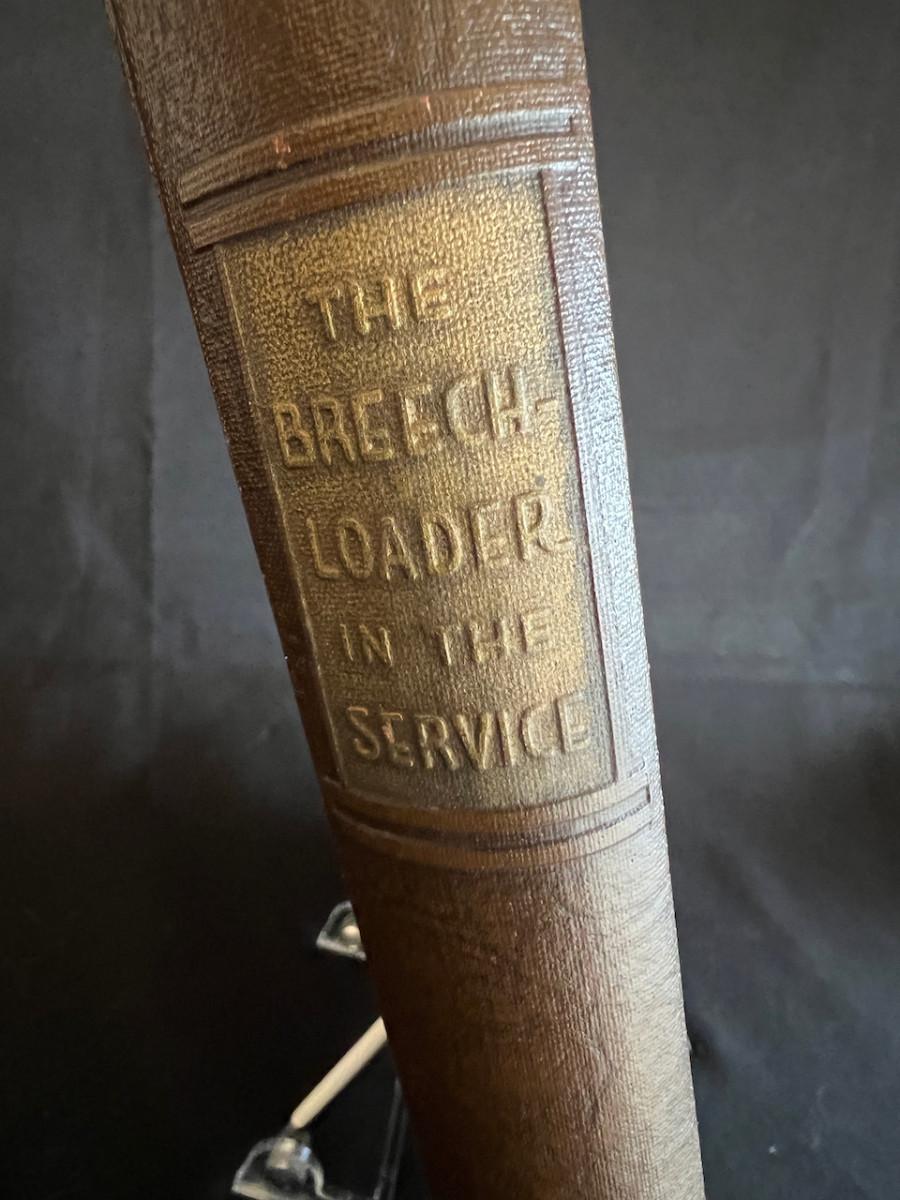 THE
BREECH-
LOADER
IN THE
SERVICE